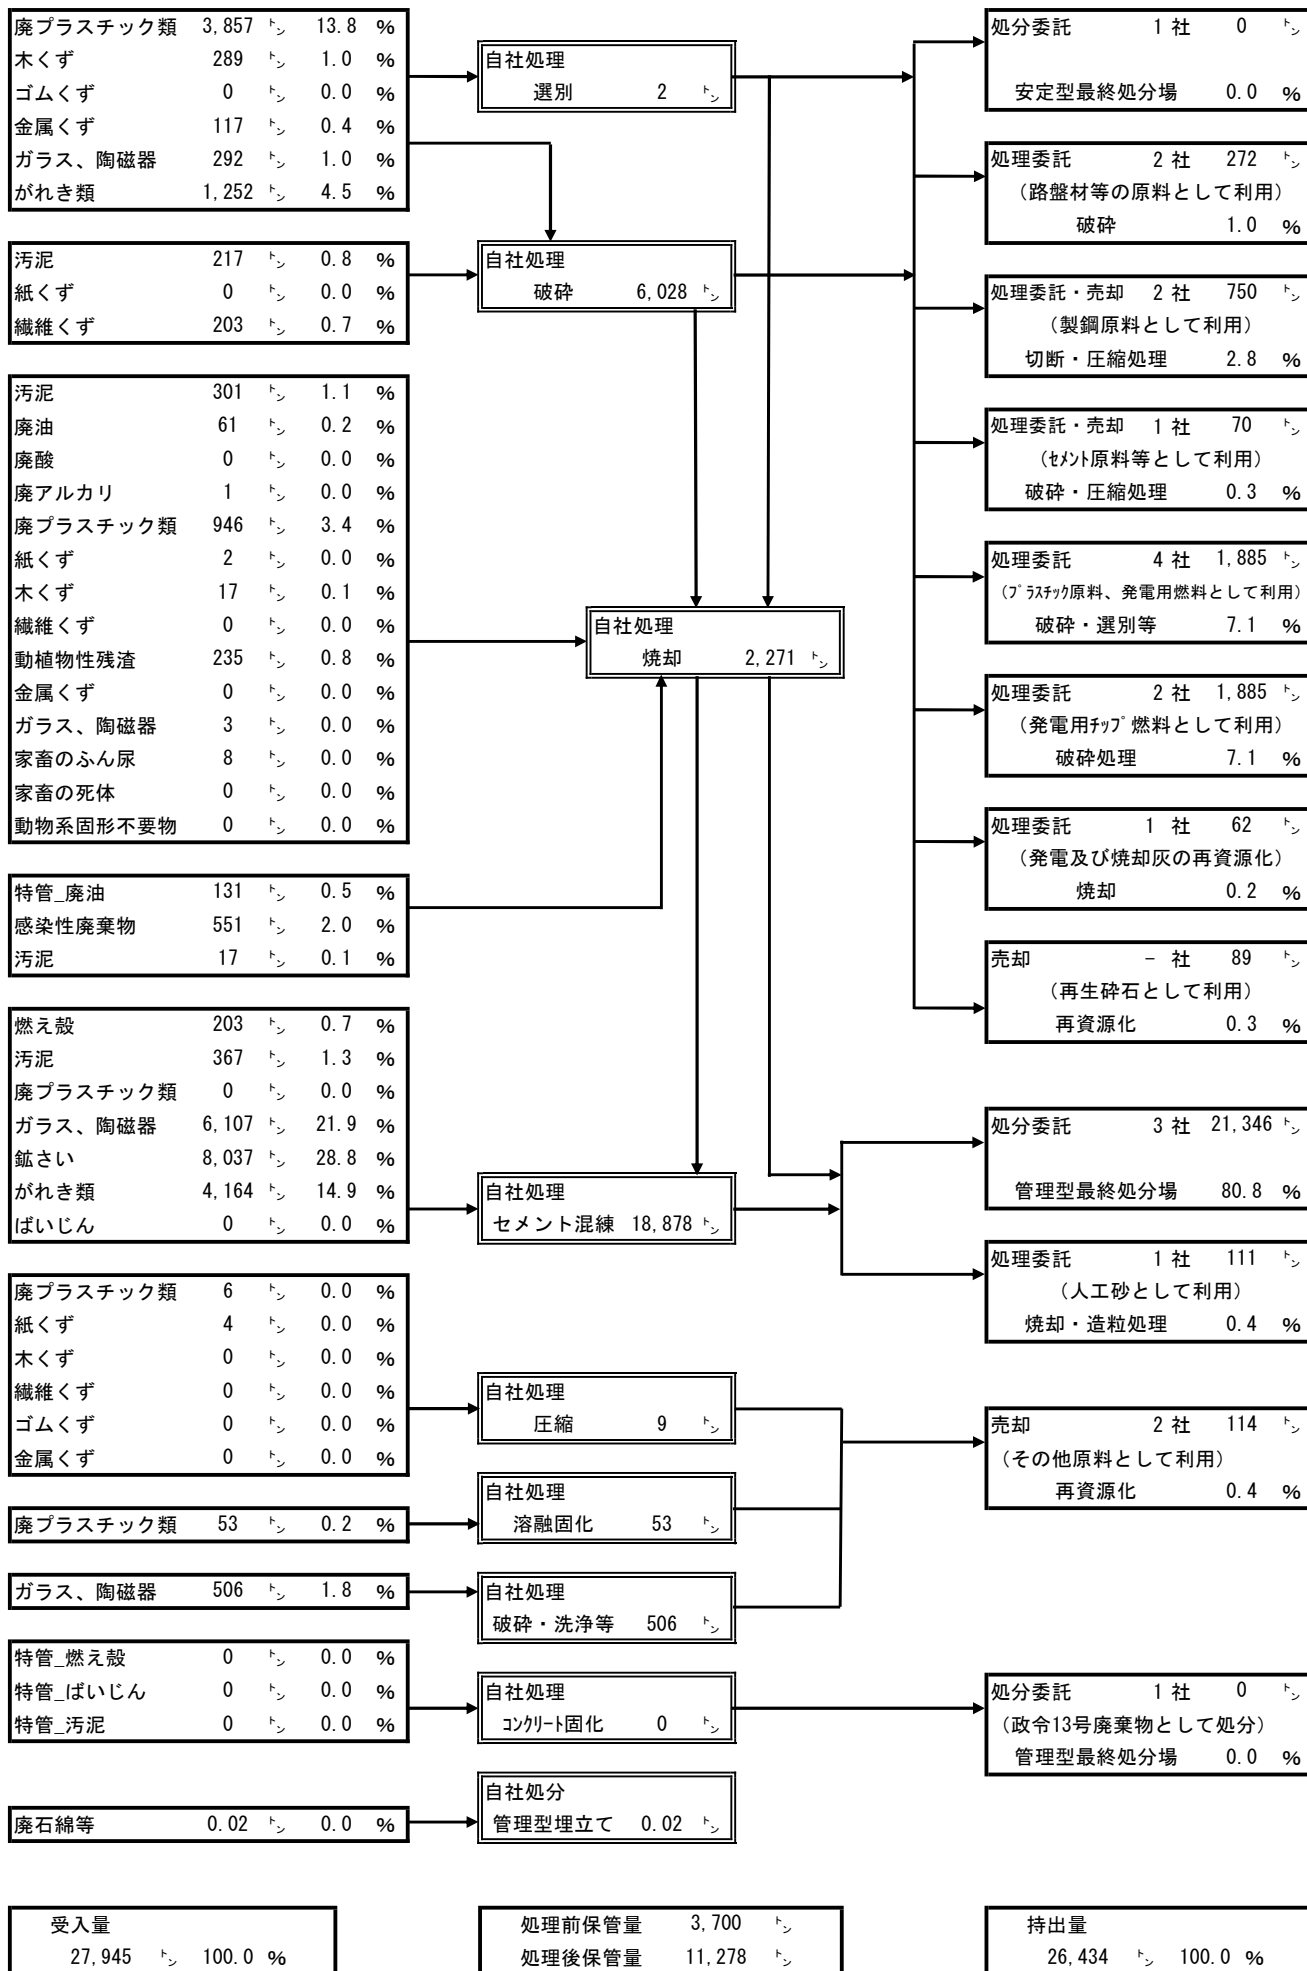 廃プラスチック類 3,857 ㌧ 13.8 %
木くず 289 ㌧ 1.0 %
ゴムくず 0 ㌧ 0.0 %
金属くず 117 ㌧ 0.4 %
ガラス、陶磁器 292 ㌧ 1.0 %
がれき類 1,252 ㌧ 4.5 %
汚泥 217 ㌧ 0.8 %
紙くず 0 ㌧ 0.0 %
繊維くず 203 ㌧ 0.7 %
汚泥 301 ㌧ 1.1 %
廃油 61 ㌧ 0.2 %
廃酸 0 ㌧ 0.0 %
廃アルカリ 1 ㌧ 0.0 %
廃プラスチック類 946 ㌧ 3.4 %
紙くず 2 ㌧ 0.0 %
木くず 17 ㌧ 0.1 %
繊維くず 0 ㌧ 0.0 %
動植物性残渣 235 ㌧ 0.8 %
金属くず 0 ㌧ 0.0 %
ガラス、陶磁器 3 ㌧ 0.0 %
家畜のふん尿 8 ㌧ 0.0 %
家畜の死体 0 ㌧ 0.0 %
動物系固形不要物 0 ㌧ 0.0 %
特管_廃油 131 ㌧ 0.5 %
感染性廃棄物 551 ㌧ 2.0 %
汚泥 17 ㌧ 0.1 %
燃え殻 203 ㌧ 0.7 %
汚泥 367 ㌧ 1.3 %
廃プラスチック類 0 ㌧ 0.0 %
ガラス、陶磁器 6,107 ㌧ 21.9 %
鉱さい 8,037 ㌧ 28.8 %
がれき類 4,164 ㌧ 14.9 %
ばいじん 0 ㌧ 0.0 %
廃プラスチック類 6 ㌧ 0.0 %
紙くず 4 ㌧ 0.0 %
木くず 0 ㌧ 0.0 %
繊維くず 0 ㌧ 0.0 %
ゴムくず 0 ㌧ 0.0 %
金属くず 0 ㌧ 0.0 %
廃プラスチック類 53 ㌧ 0.2 %
ガラス、陶磁器 506 ㌧ 1.8 %
特管_燃え殻 0 ㌧ 0.0 %
特管_ばいじん 0 ㌧ 0.0 %
特管_汚泥 0 ㌧ 0.0 %
廃石綿等 0.02 ㌧ 0.0 %
自社処理
選別 2 ㌧
自社処理
破砕 6,028 ㌧
自社処理
焼却 2,271 ㌧
自社処理
セメント混練 18,878 ㌧
自社処理
圧縮 9 ㌧
自社処理
溶融固化 53 ㌧
自社処理
破砕・洗浄等 506 ㌧
自社処理
ｺﾝｸﾘｰﾄ固化 0 ㌧
自社処分
管理型埋立て 0.02 ㌧
処分委託 1 社 0 ㌧
安定型最終処分場 0.0 %
処理委託 2 社 272 ㌧
（路盤材等の原料として利用）
破砕 1.0 %
処理委託・売却 2 社 750 ㌧
（製鋼原料として利用）
切断・圧縮処理 2.8 %
処理委託・売却 1 社 70 ㌧
（ｾﾒﾝﾄ原料等として利用）
破砕・圧縮処理 0.3 %
処理委託 4 社 1,885 ㌧
（ﾌﾟﾗｽﾁｯｸ原料、発電用燃料として利用）
破砕・選別等 7.1 %
処理委託 2 社 1,885 ㌧
（発電用ﾁｯﾌﾟ燃料として利用）
破砕処理 7.1 %
処理委託 1 社 62 ㌧
（発電及び焼却灰の再資源化）
焼却 0.2 %
売却 - 社 89 ㌧
（再生砕石として利用）
再資源化 0.3 %
処分委託 3 社 21,346 ㌧
管理型最終処分場 80.8 %
処理委託 1 社 111 ㌧
（人工砂として利用）
焼却・造粒処理 0.4 %
売却 2 社 114 ㌧
（その他原料として利用）
再資源化 0.4 %
処分委託 1 社 0 ㌧
（政令13号廃棄物として処分）
管理型最終処分場 0.0 %
受入量
27,945 ㌧ 100.0 %
処理前保管量 3,700 ㌧
処理後保管量 11,278 ㌧
持出量
26,434 ㌧ 100.0 %